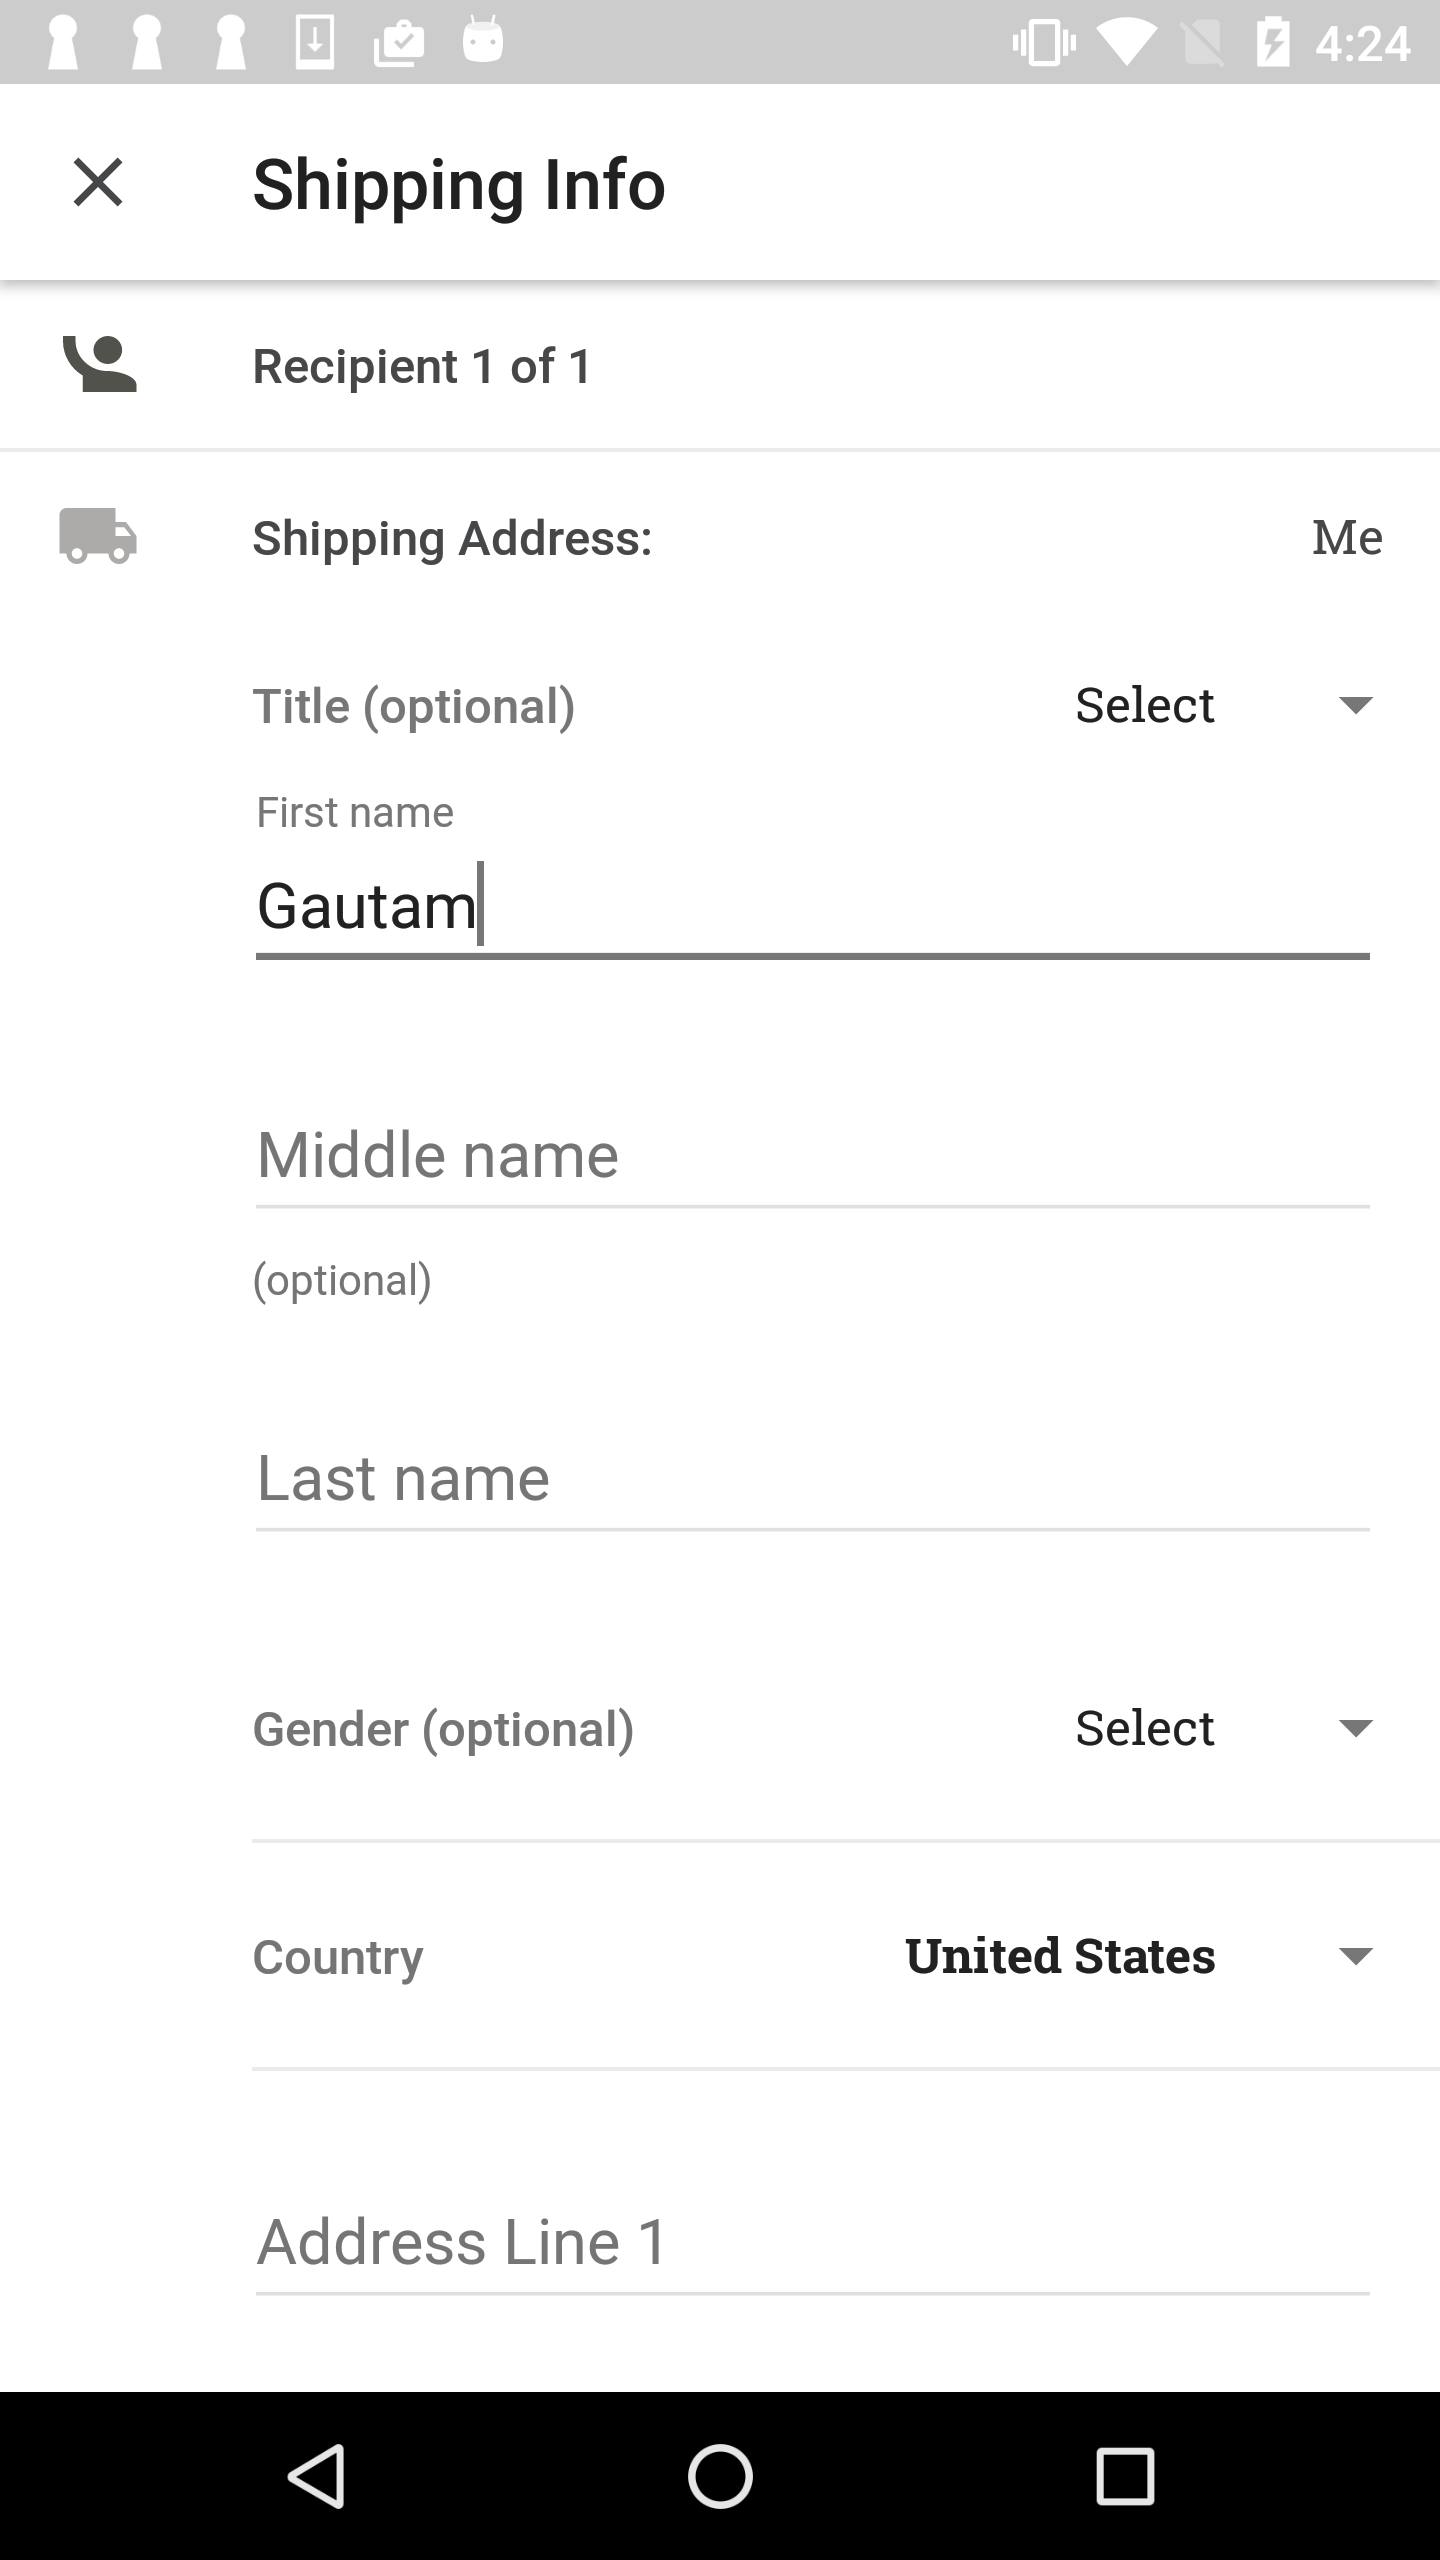 4:24
Shipping Info
Recipient 1 of 1
Shipping Address: Me
Title (optional) Select
First name
Gautam
Middle name
(optional)
Last name
Gender (optional) Select
Country United States
Address Line 1